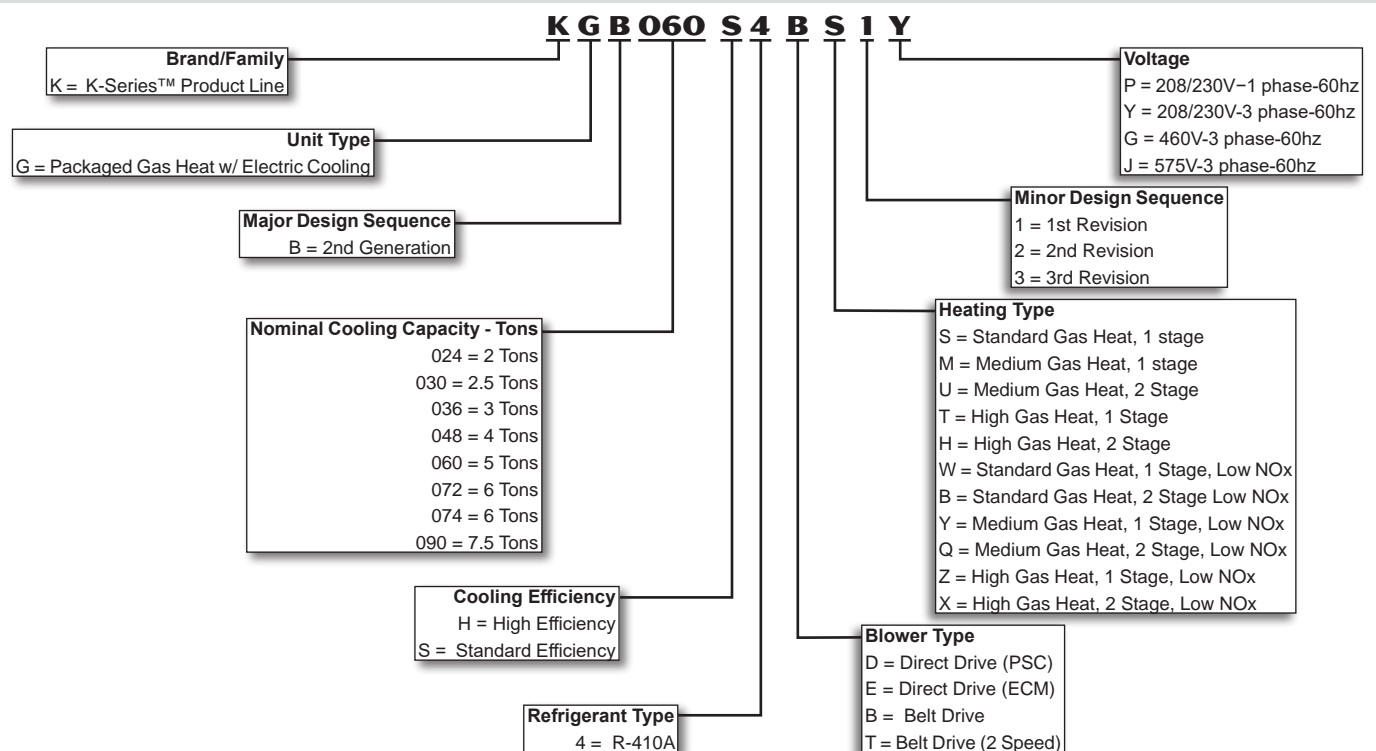 K G B 060 S 4 B S 1 Y
Brand/Family
K = K-Series™ Product Line
Unit Type
G = Packaged Gas Heat w/ Electric Cooling
Major Design Sequence
B = 2nd Generation
Nominal Cooling Capacity - Tons
024 = 2 Tons
030 = 2.5 Tons
036 = 3 Tons
048 = 4 Tons
060 = 5 Tons
072 = 6 Tons
074 = 6 Tons
090 = 7.5 Tons
Cooling Efficiency
H = High Efficiency
S = Standard Efficiency
Refrigerant Type
4 = R-410A
Voltage
P = 208/230V−1 phase-60hz
Y = 208/230V-3 phase-60hz
G = 460V-3 phase-60hz
J = 575V-3 phase-60hz
Minor Design Sequence
1 = 1st Revision
2 = 2nd Revision
3 = 3rd Revision
Heating Type
S = Standard Gas Heat, 1 stage
M = Medium Gas Heat, 1 stage
U = Medium Gas Heat, 2 Stage
T = High Gas Heat, 1 Stage
H = High Gas Heat, 2 Stage
W = Standard Gas Heat, 1 Stage, Low NOx
B = Standard Gas Heat, 2 Stage Low NOx
Y = Medium Gas Heat, 1 Stage, Low NOx
Q = Medium Gas Heat, 2 Stage, Low NOx
Z = High Gas Heat, 1 Stage, Low NOx
X = High Gas Heat, 2 Stage, Low NOx
Blower Type
D = Direct Drive (PSC)
E = Direct Drive (ECM)
B = Belt Drive
T = Belt Drive (2 Speed)